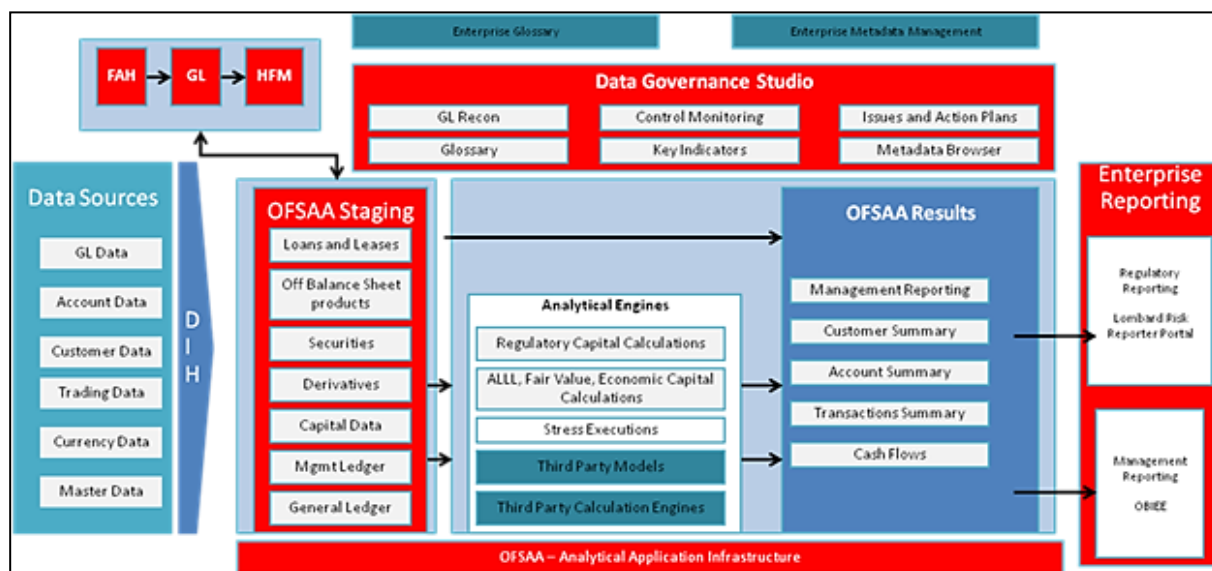 Enterprise Glossary
Enterprise Metadata Management
FAH
GL
HFM
Data Governance Studio
GL Recon
Control Monitoring
Issues and Action Plans
Glossary
Key Indicators
Metadata Browser
Data Sources
GL Data
Account Data
Customer Data
Trading Data
Currency Data
Master Data
D
I
H
OFSAA Staging
Loans and Leases
Off Balance Sheet
products
Securities
Derivatives
Capital Data
Mgmt Ledger
General Ledger
Analytical Engines
Regulatory Capital Calculations
ALLL, Fair Value, Economic Capital
Calculations
Stress Executions
Third Party Models
Third Party Calculation Engines
OFSAA Results
Management Reporting
Customer Summary
Account Summary
Transactions Summary
Cash Flows
Enterprise
Reporting
Regulatory
Reporting
Lombard Risk
Reporter Portal
Management
Reporting
OBIEE
OFSAA – Analytical Application Infrastructure